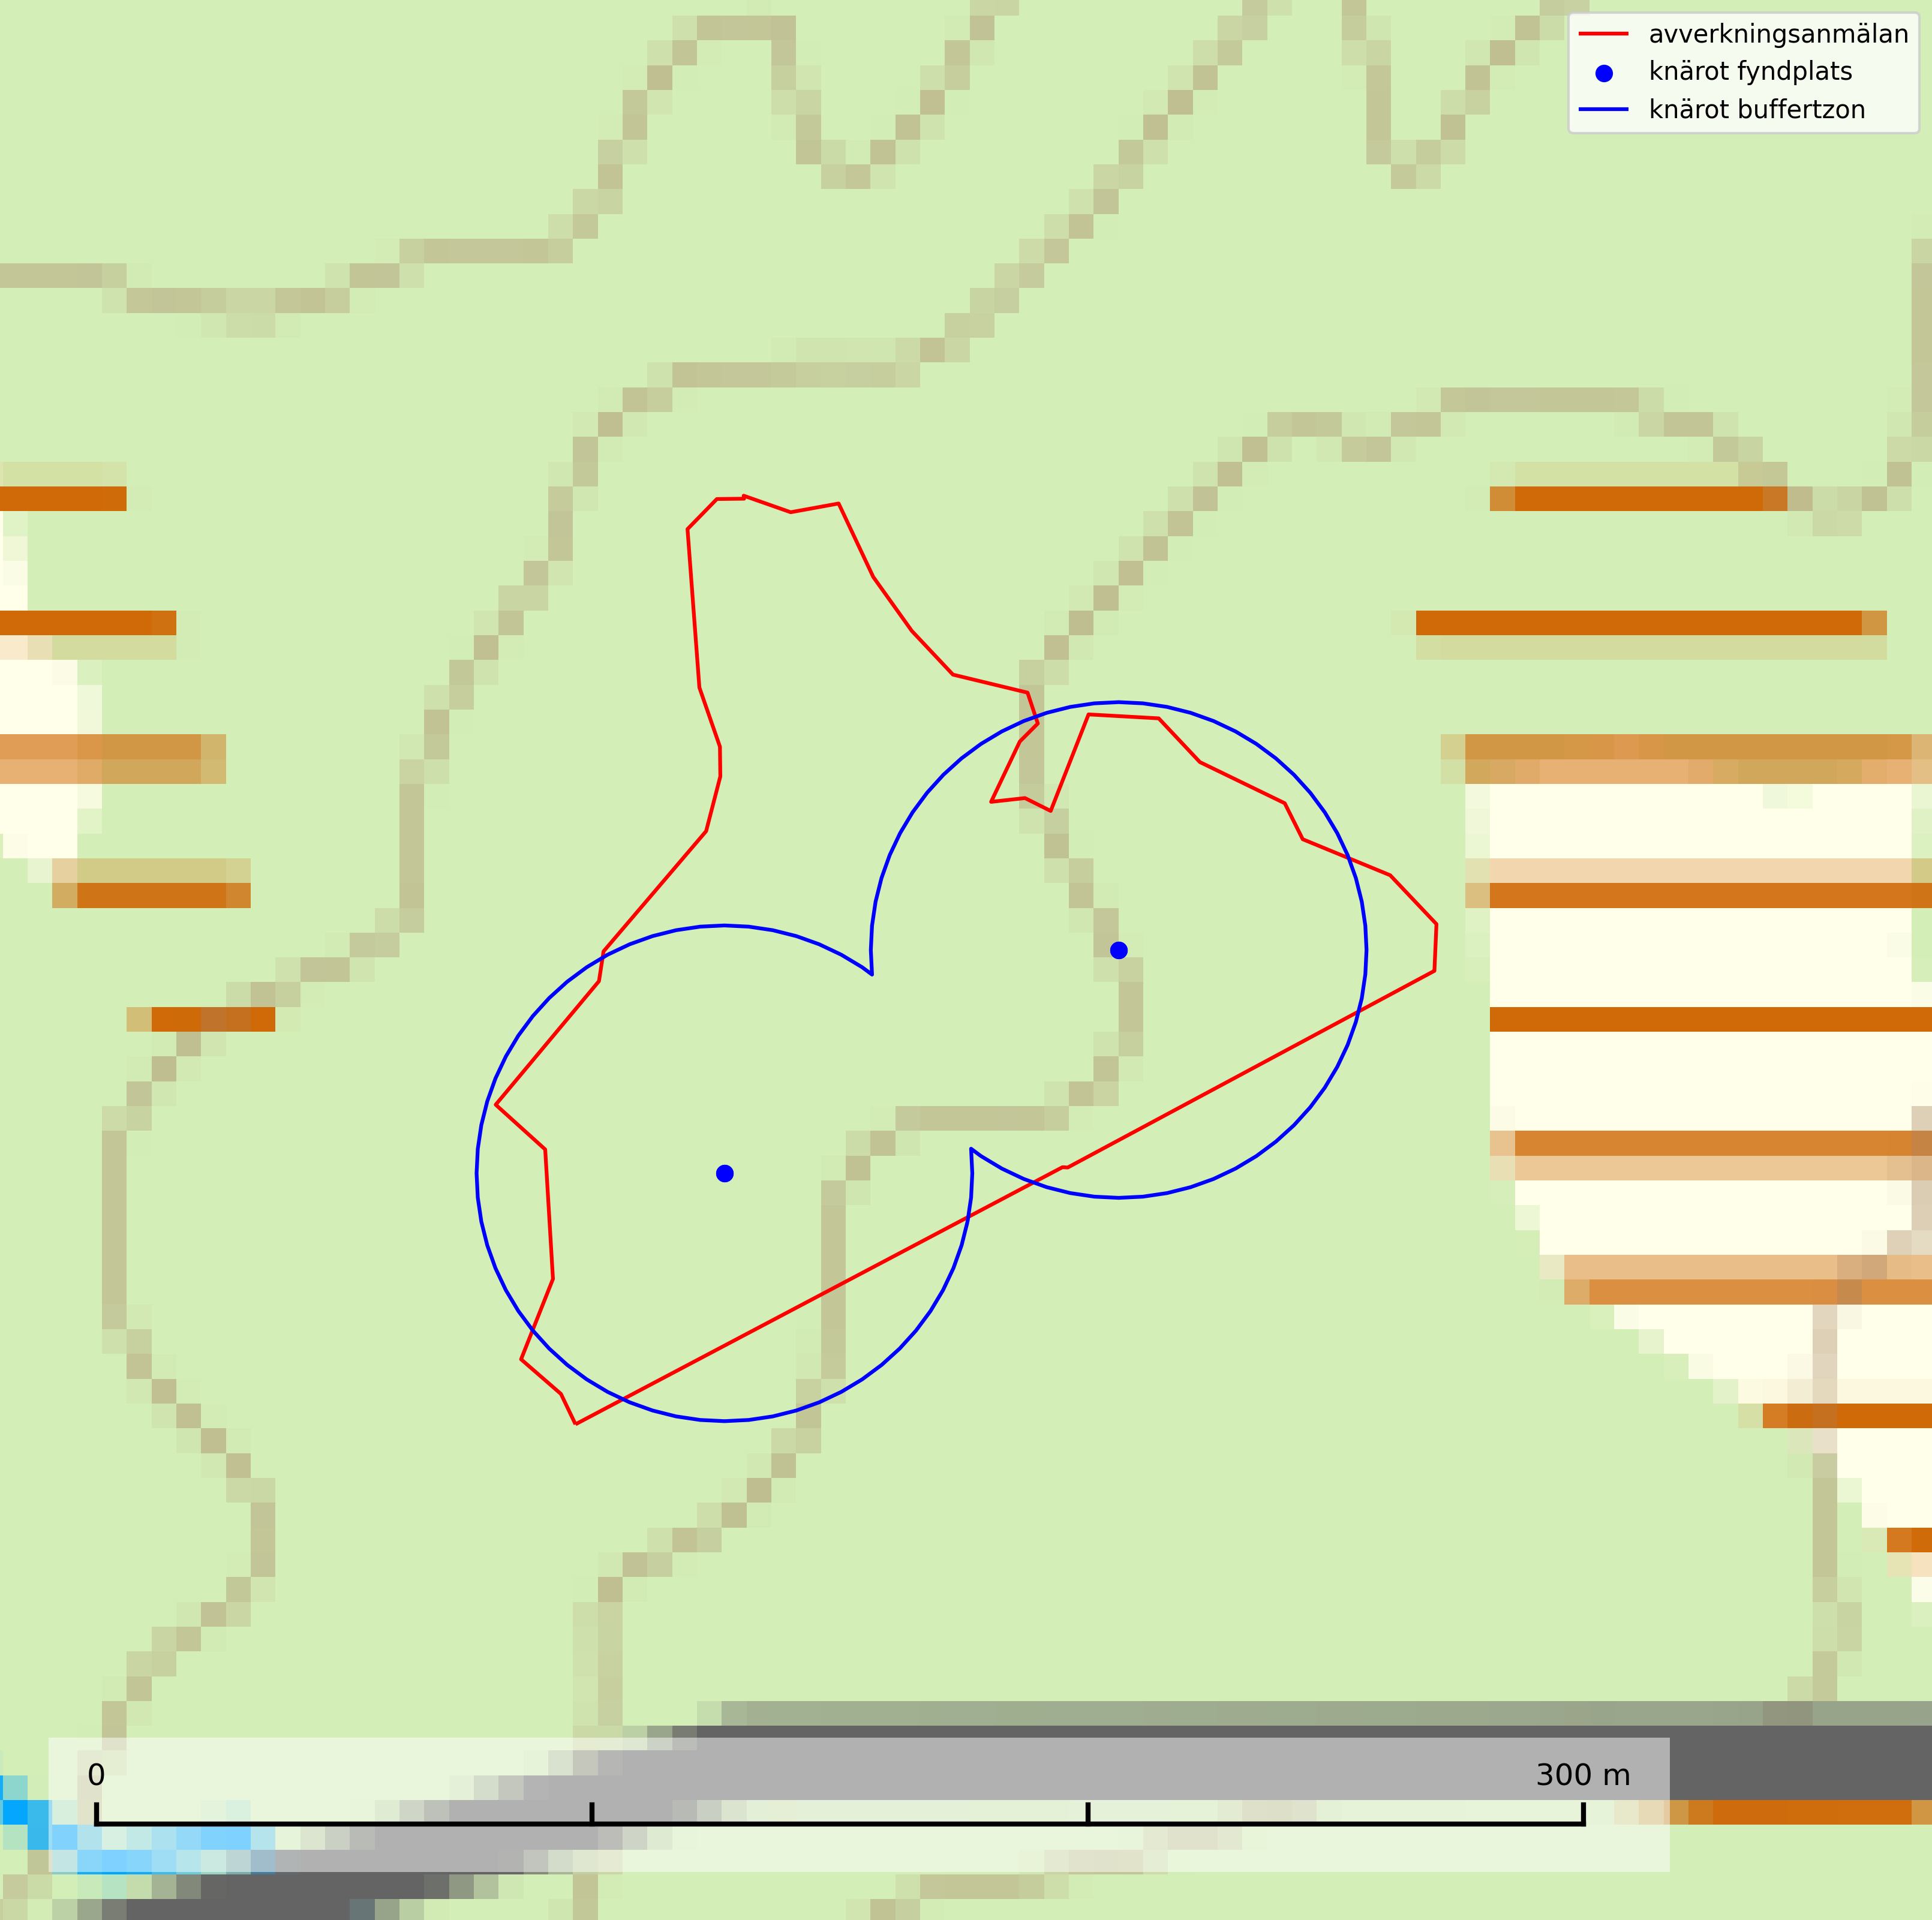 avverkningsanmälan
knärot fyndplats
knärot buffertzon
0 300 m